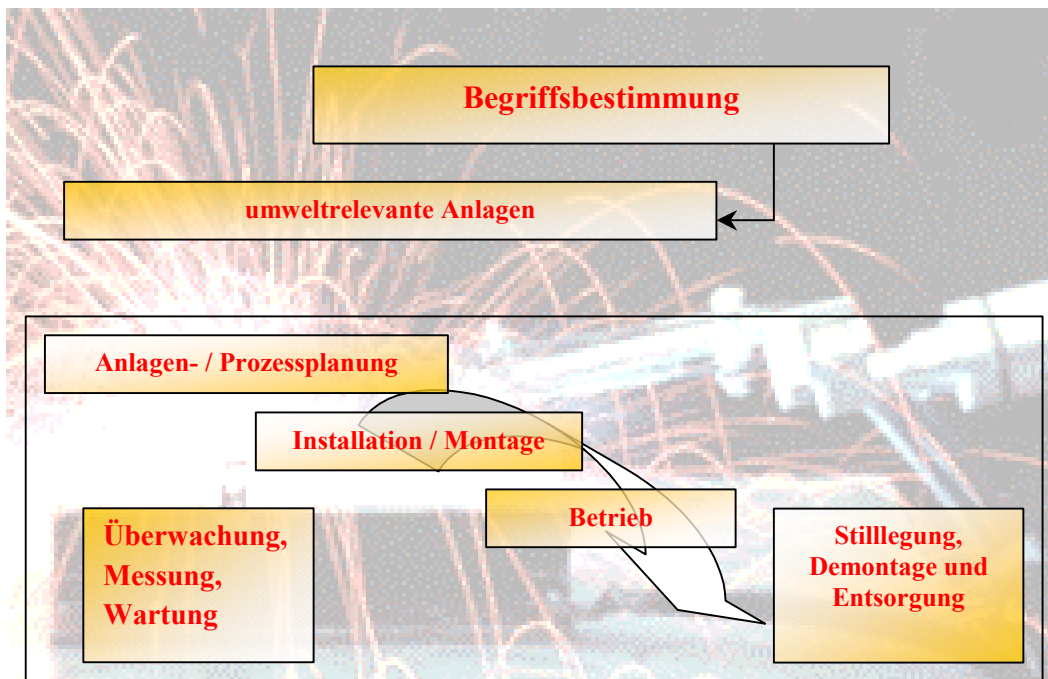 Begriffsbestimmung
umweltrelevante Anlagen
Anlagen- / Prozessplanung
Installation / Montage
Betrieb
Überwachung,
Messung,
Wartung
Stilllegung,
Demontage und
Entsorgung